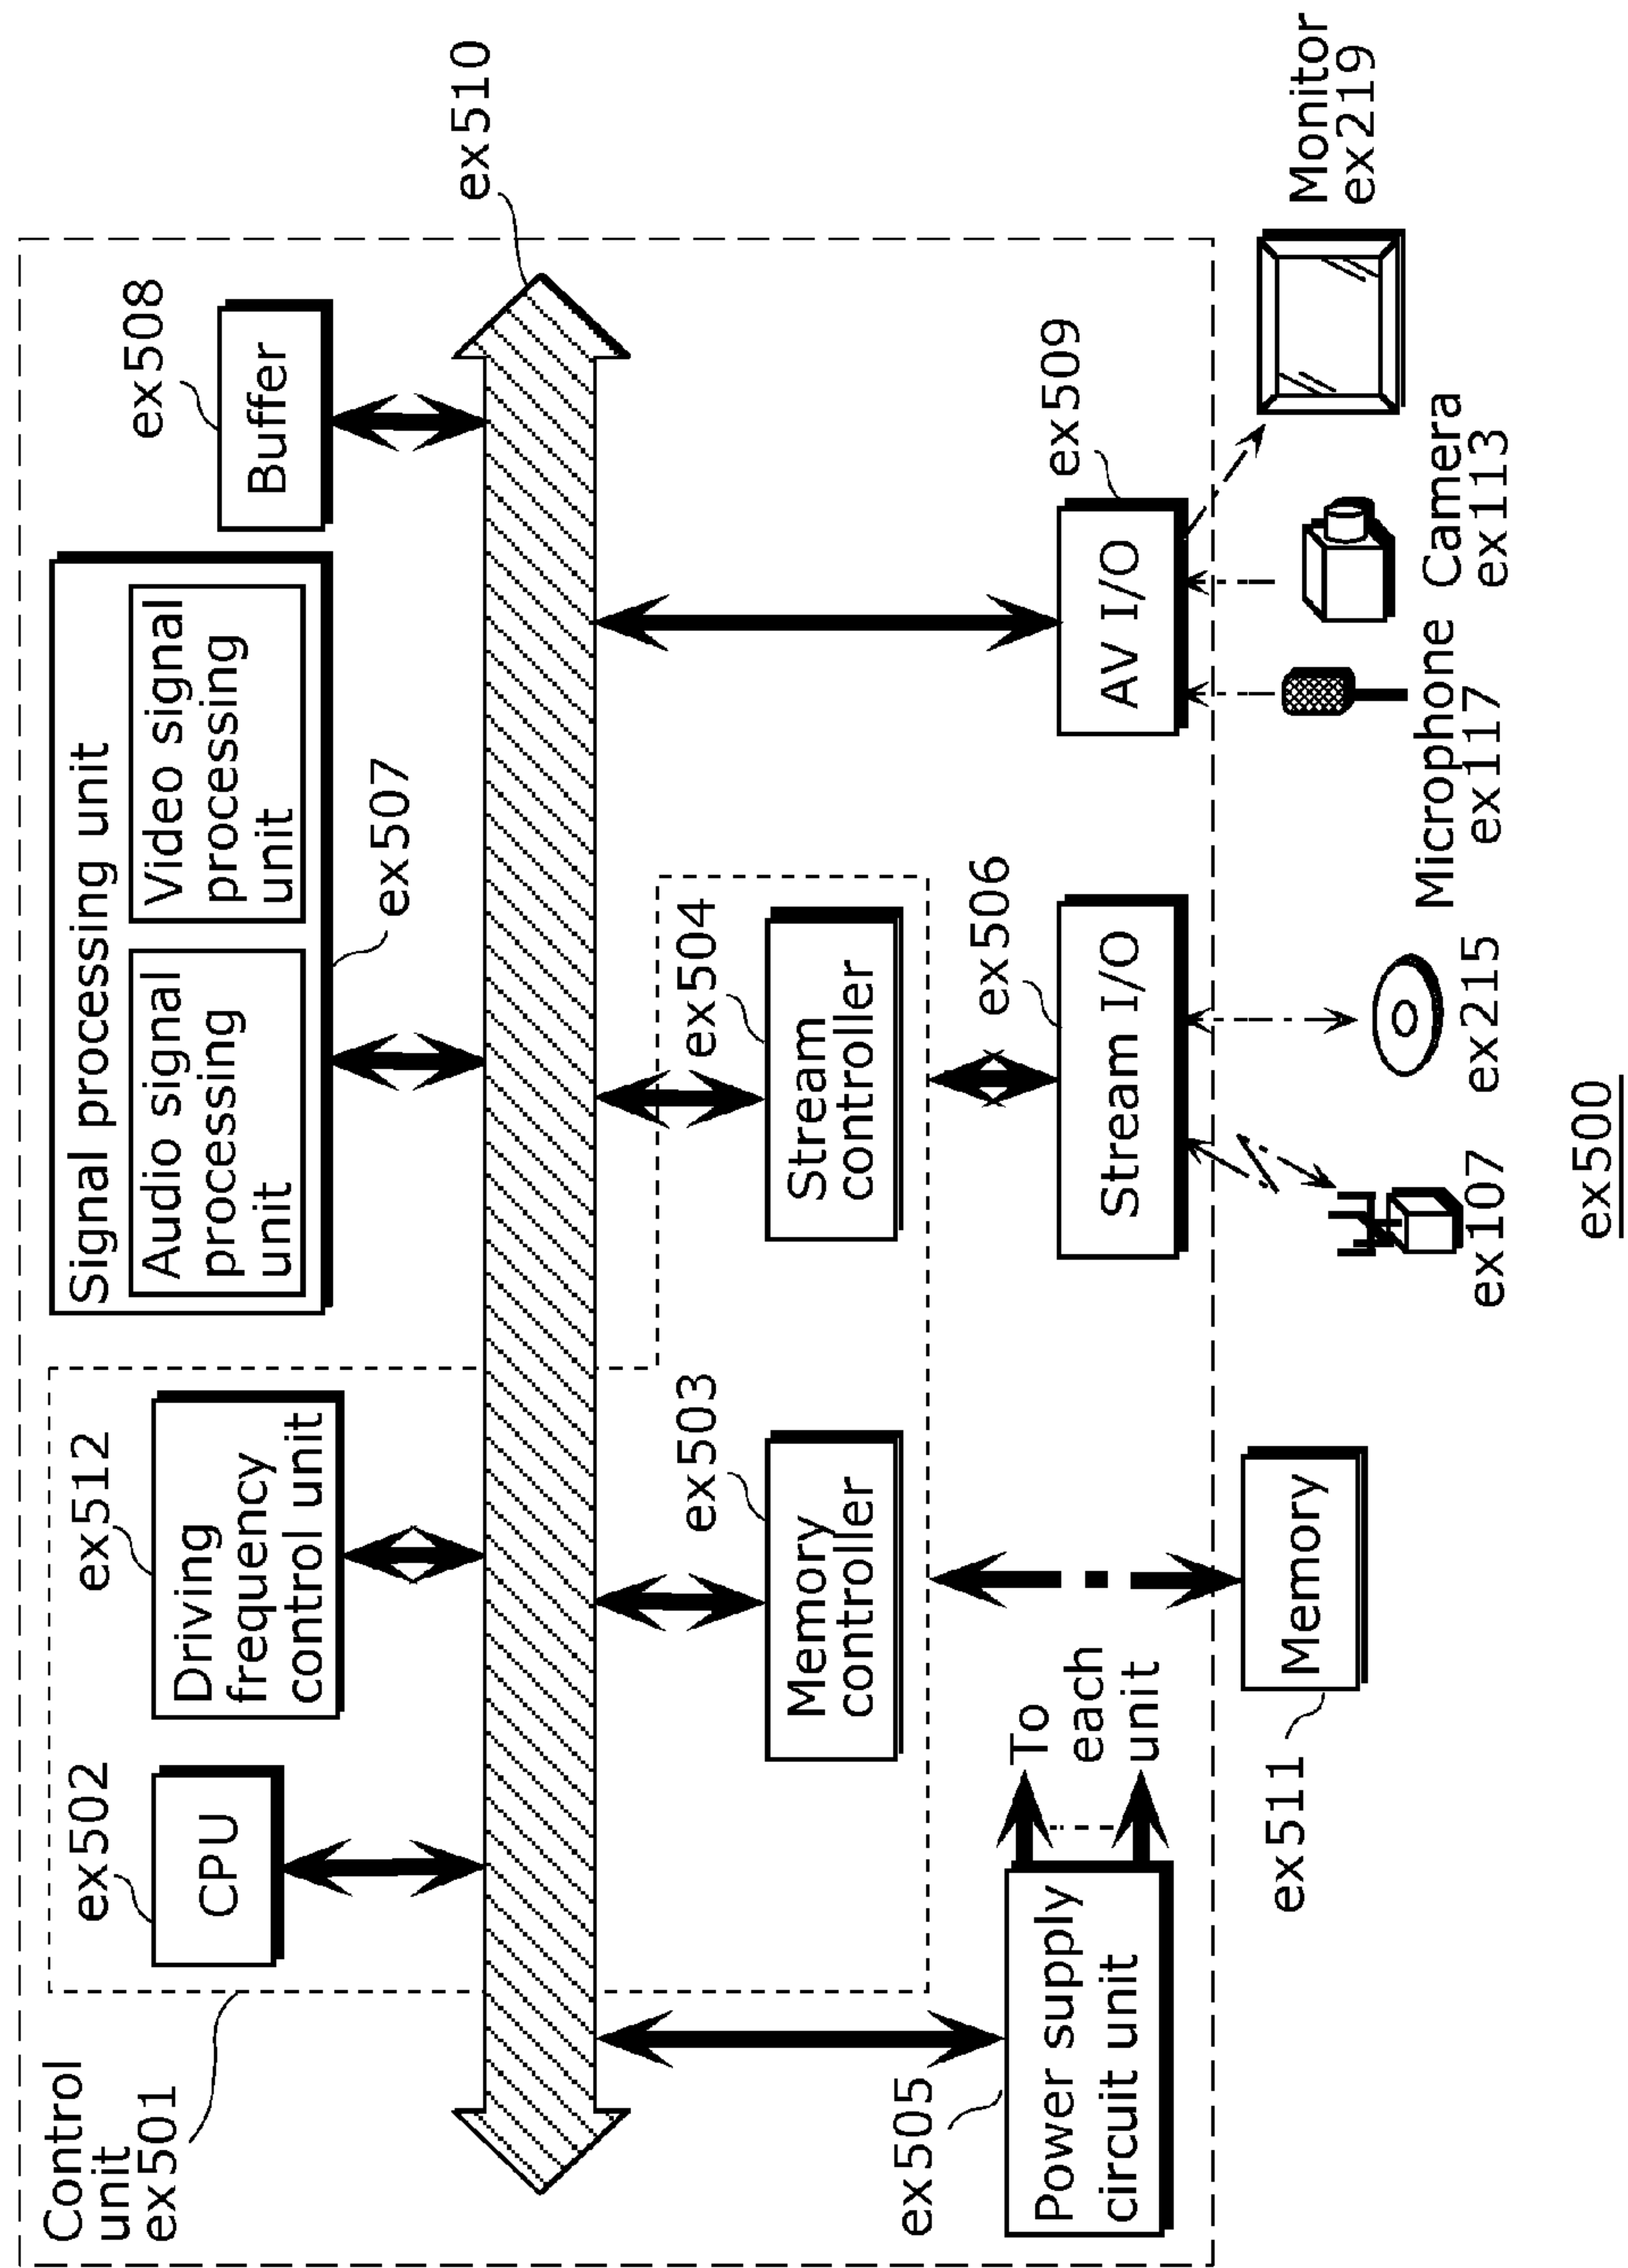 Control
unit
ex501
ex502
CPU
ex512
Driving
frequency
control unit
Signal processing unit
Audio signal
processing
unit
Video signal
processing
unit
ex507
ex508
Buffer
ex510
ex503
Memory
controller
ex504
Stream
controller
ex505
Power supply
circuit unit
To
each
unit
ex506
Stream I/O
ex509
AV I/O
ex511
Memory
ex107
ex215
Microphone
ex117
Camera
ex113
Monitor
ex219
ex500